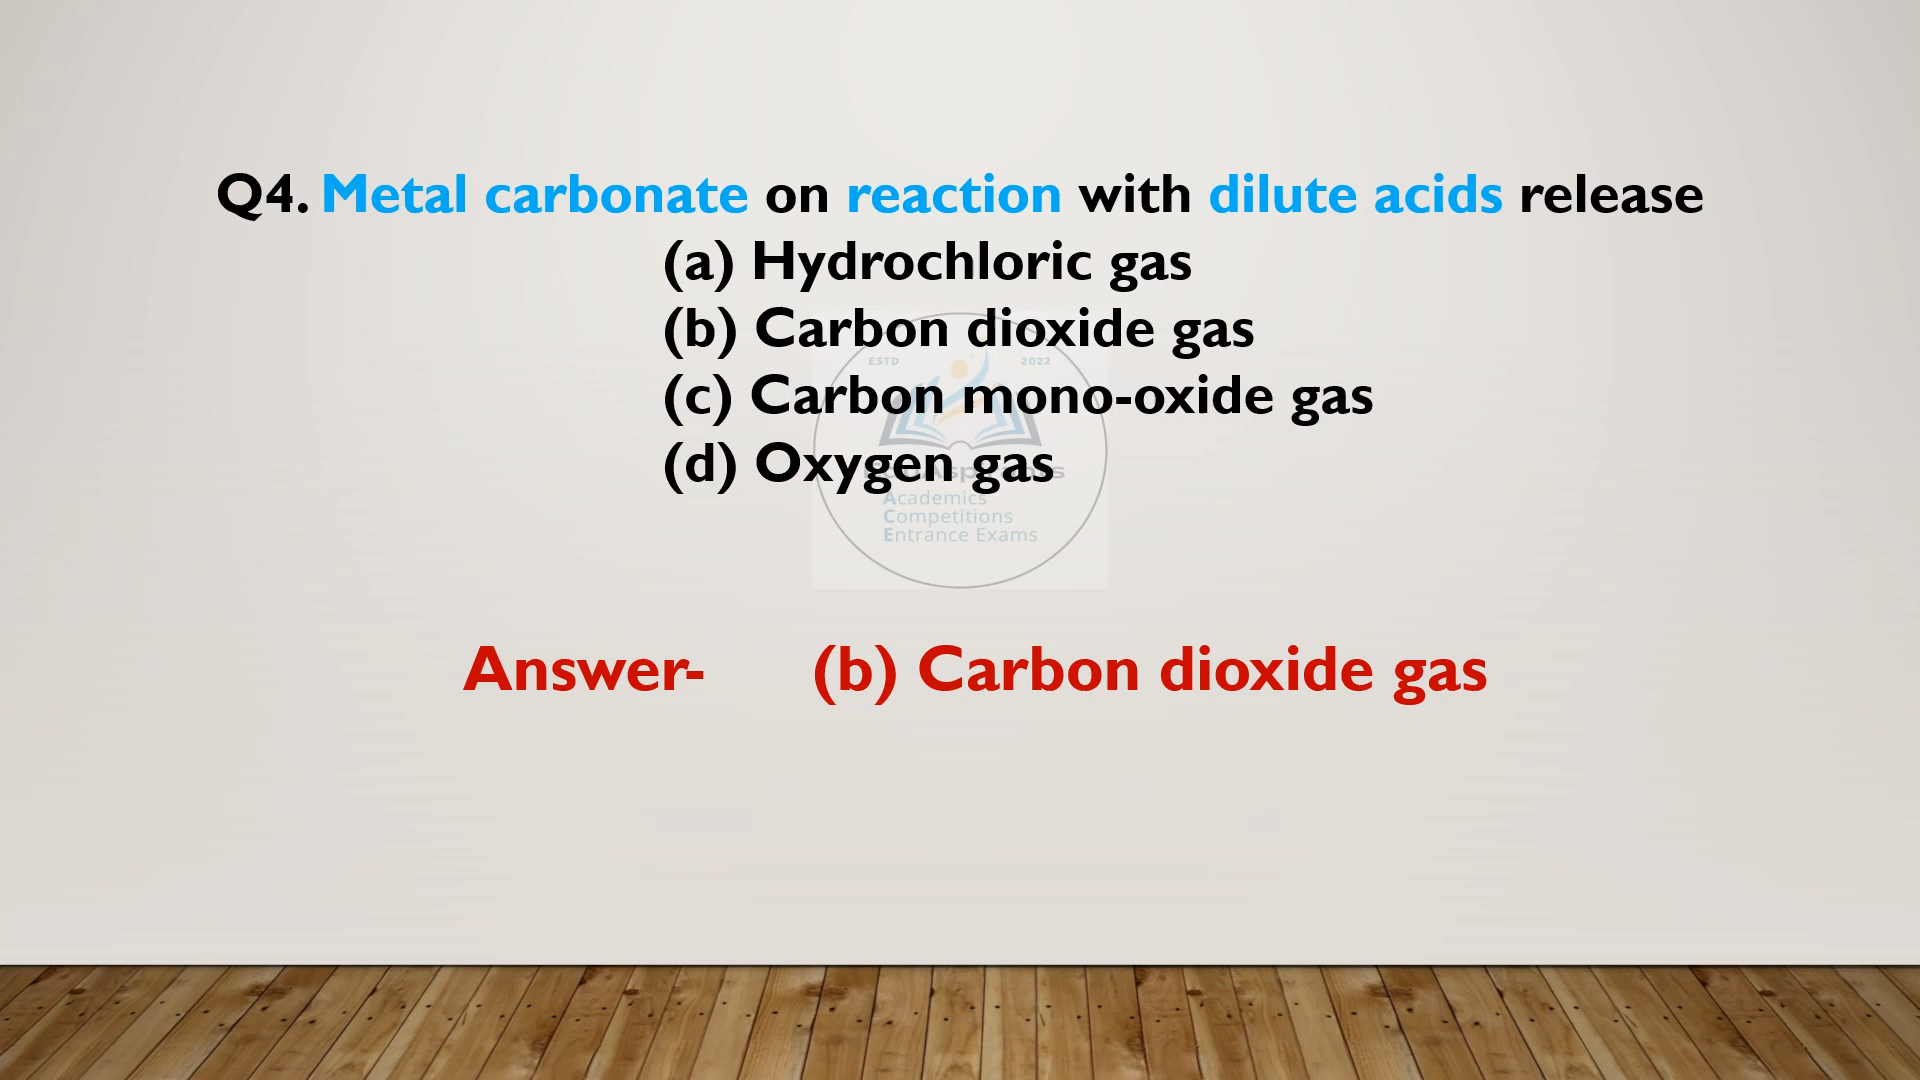 Q4. Metal carbonate on reaction with dilute acids release
(a) Hydrochloric gas
(b) Carbon dioxide gas
(c) Carbon mono-oxide gas
(d) Oxygen gas
ESTD 2022
Academics
Competitions
Entrance Exams
Answer- (b) Carbon dioxide gas